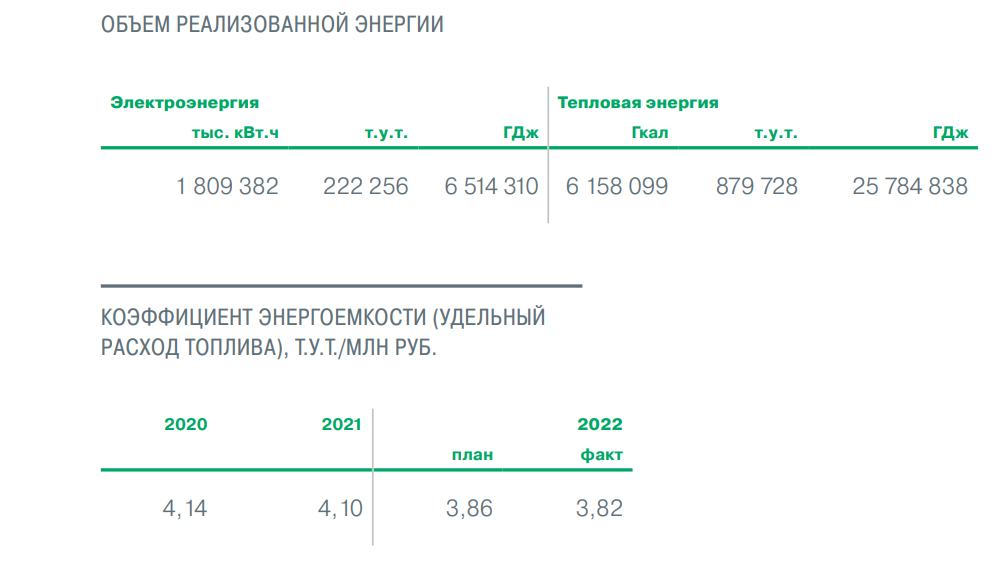 ОБЪЕМ РЕАЛИЗОВАННОЙ ЭНЕРГИИ
Электроэнергия Тепловая энергия
тыс. кВт.ч т.у.т. ГДж Гкал т.у.т. ГДж
1 809 382 222 256 6 514 310 6 158 099 879 728 25 784 838
КОЭФФИЦИЕНТ ЭНЕРГОЕМКОСТИ (УДЕЛЬНЫЙ
РАСХОД ТОПЛИВА), Т.У.Т./МЛН РУБ.
2020 2021 2022
план факт
4,14 4,10 3,86 3,82